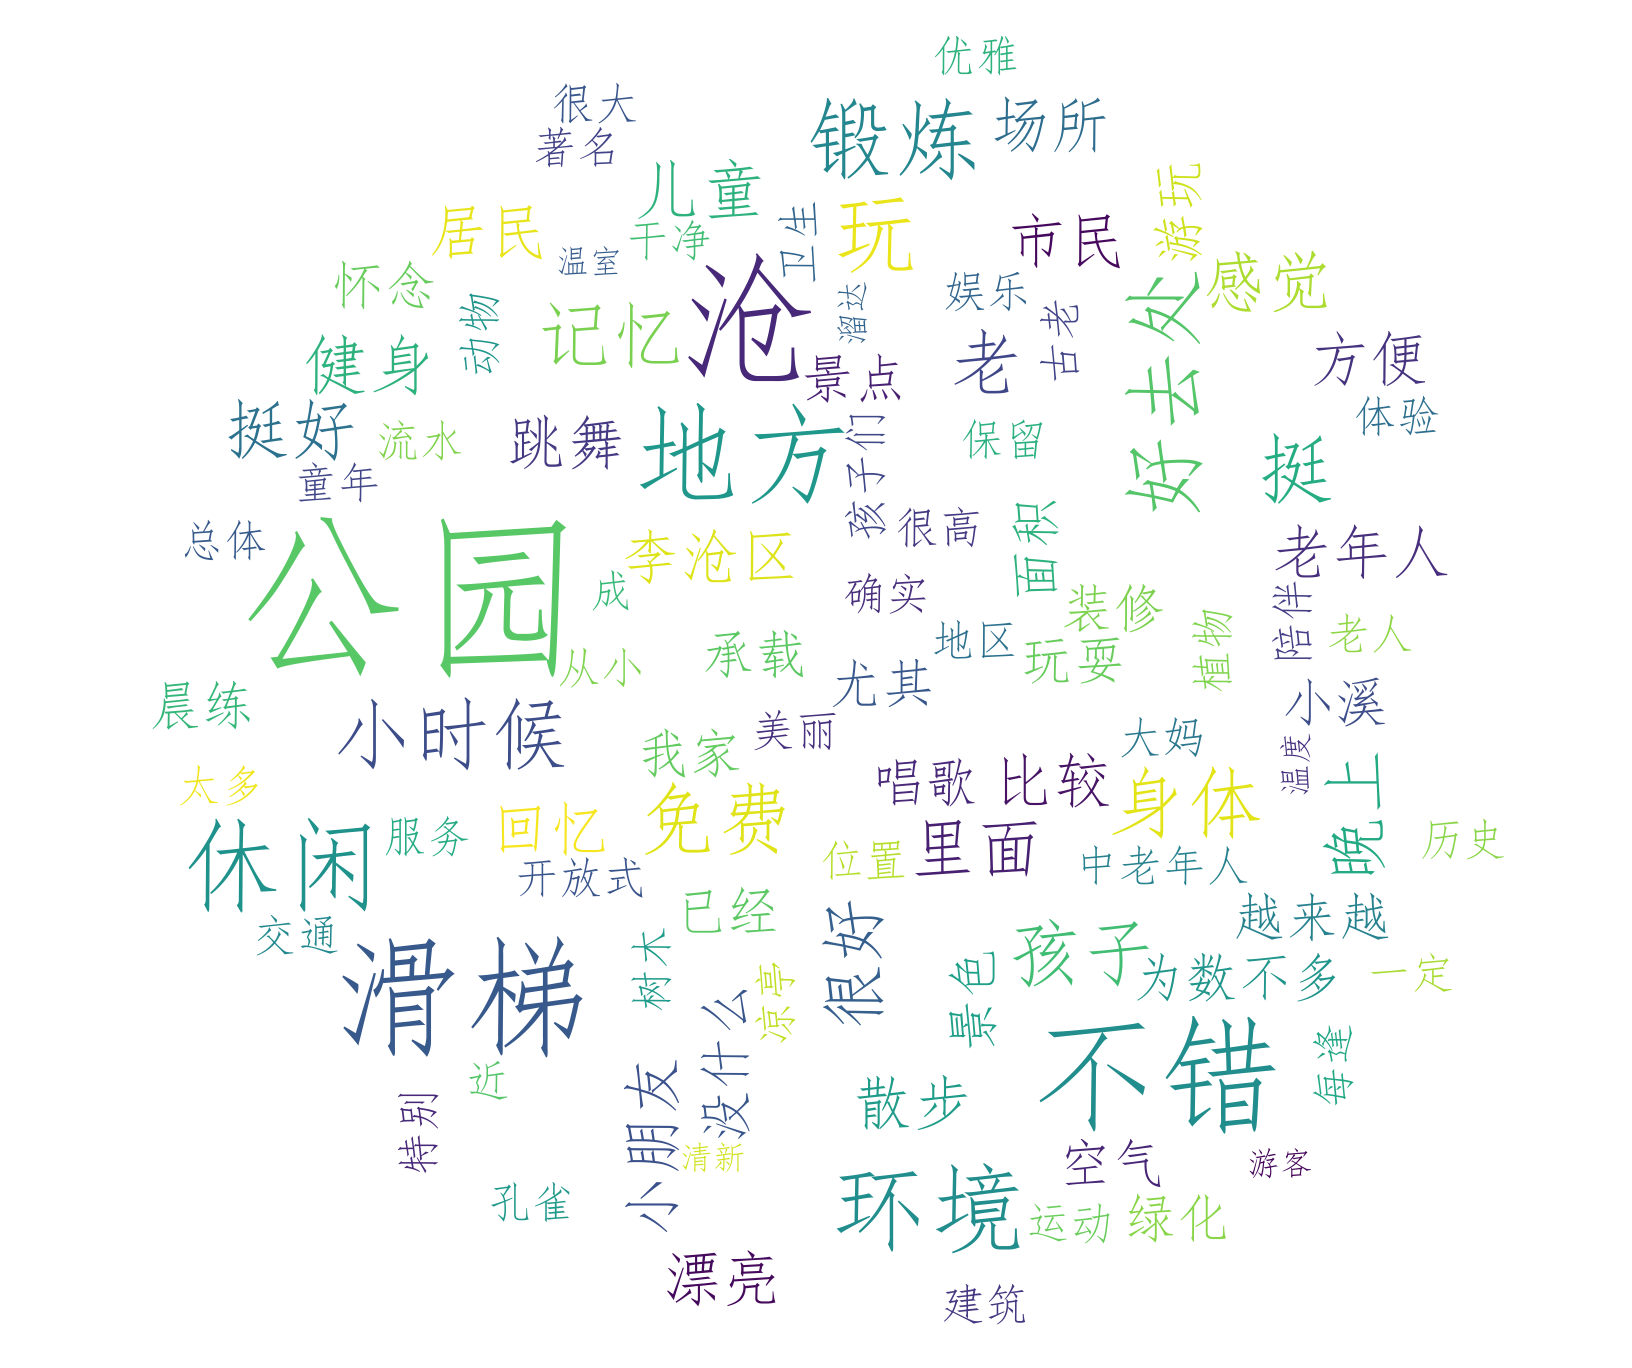 优雅
很大
锻炼
场所
著名
儿童
游玩
居民
干净
卫生
玩
市民
温室
沧
怀念
感觉
娱乐
溜达
动物
记忆
好去处
古老
健身
老
方便
景点
体验
挺好
流水
跳舞
地方
孩子们
保留
挺
童年
总体
公园
李沧区
很高
面积
老年人
成
确实
装修
陪伴
从小
承载
地区
玩耍
植物
老人
尤其
晨练
小时候
小溪
我家
美丽
大妈
太多
唱歌
比较
身体
温度
晚上
休闲
服务
回忆
免费
位置
里面
中老年人
历史
开放式
交通
已经
很好
越来越
滑梯
树木
凉亭
景色
孩子
为数不多
一定
没什么
不错
近
小朋友
散步
每逢
特别
清新
空气
游客
孔雀
环境
运动
绿化
漂亮
建筑